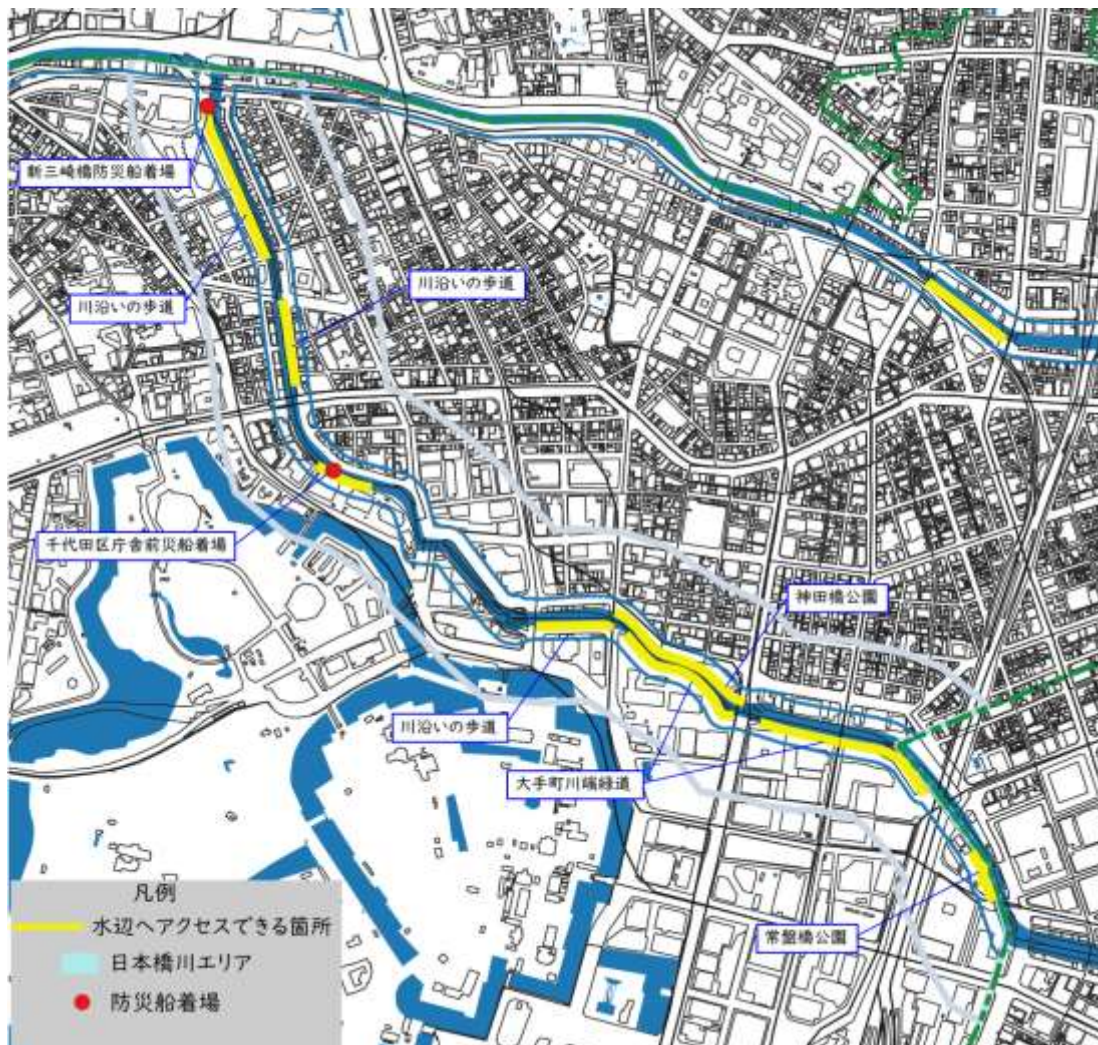 新三崎橋防災船着場
川沿いの歩道
川沿いの歩道
千代田区庁舎前災船着場
神田橋公園
川沿いの歩道
大手町川端緑道
常盤橋公園
凡例
水辺へアクセスできる箇所
日本橋川エリア
防災船着場